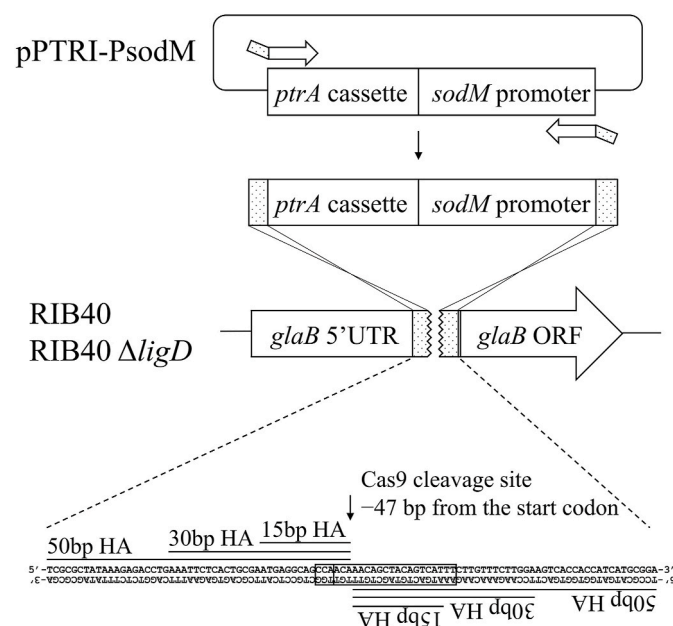 pPTRI-PsodM
ptrA cassette
sodM promoter
ptrA cassette
sodM promoter
RIB40
RIB40 ΔligD
glaB 5’UTR
glaB ORF
Cas9 cleavage site
−47 bp from the start codon
50bp HA
30bp HA
15bp HA
5'-TCGCGCTATAAAGAGACCTGAAATTCTCACTGCGAATGAGGCAGCCAACAAACAGCTACAGTCATTTCTTGTTTCTTGGAAGTCACCACCATCATGCGGA-3'
15bp HA
30bp HA
50bp HA